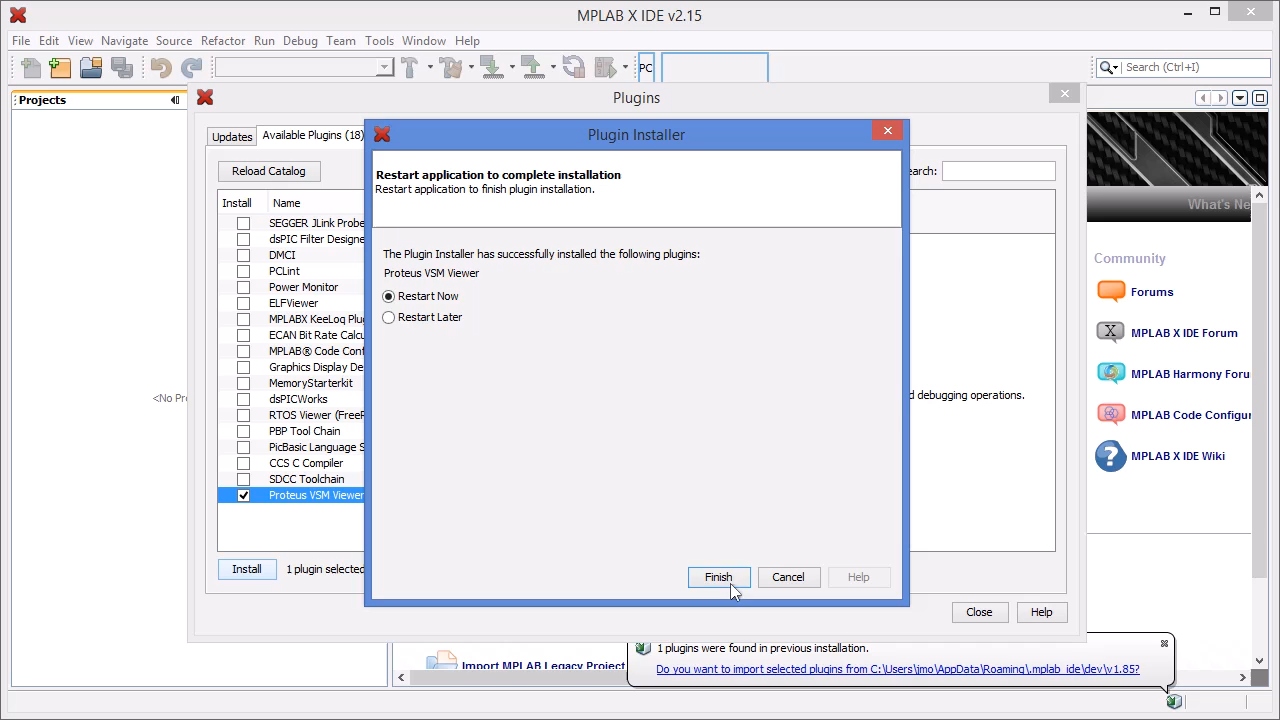 MPLAB X IDE v2.15
File Edit View Navigate Source Refactor Run Debug Team Tools Window Help
PC
Search (Ctrl+I)
Projects
Plugins
Updates
Available Plugins (18)
Plugin Installer
Reload Catalog
earch:
Restart application to complete installation
Restart application to finish plugin installation.
Install Name
SEGGER JLink Probe
dsPIC Filter Designe
DMCI
PCLint
Power Monitor
ELFViewer
MPLABX KeeLoq Plug
ECAN Bit Rate Calcu
MPLAB® Code Conf
Graphics Display De
MemoryStarterkit
dsPICWorks
RTOS Viewer (FreeR
PBP Tool Chain
PicBasic Language S
CCS C Compiler
SDCC Toolchain
Proteus VSM Viewer
The Plugin Installer has successfully installed the following plugins:
Proteus VSM Viewer
Restart Now
Restart Later
<No Pr
d debugging operations.
Install
1 plugin selected
Finish
Cancel
Help
Close
Help
What's Ne
Community
Forums
MPLAB X IDE Forum
MPLAB Harmony Foru
MPLAB Code Configur
MPLAB X IDE Wiki
Import MPLAB Legacy Project
1 plugins were found in previous installation.
Do you want to import selected plugins from C:\Users\jmo\AppData\Roaming\.mplab_ide\dev\v1.85?